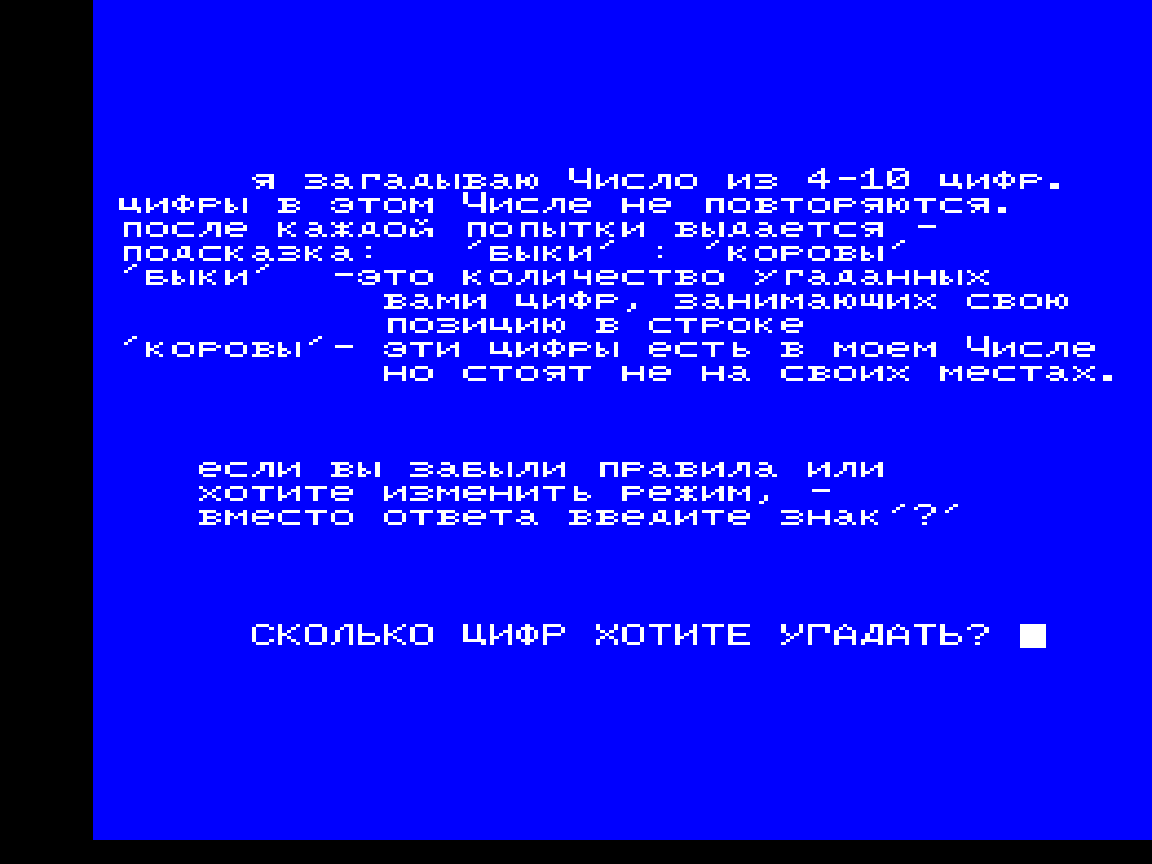 я загадываю Число из 4-10 цифр.
цифры в этом Числе не повторяются.
после каждой попытки выдается -
подсказка: ´быки´ : ´коровы´
´быки´ -это количество угаданных
вами цифр, занимающих свою
позицию в строке
´коровы´- эти цифры есть в моем Числе
но стоят не на своих местах.
если вы забыли правила или
хотите изменить режим, -
вместо ответа введите знак´?´
СКОЛЬКО ЦИФР ХОТИТЕ УГАДАТЬ?